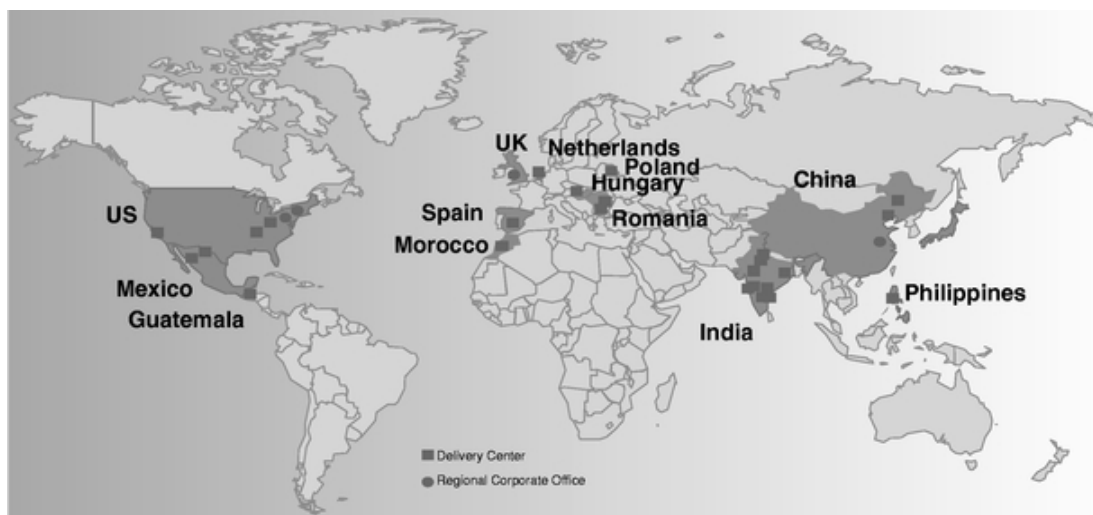 UK
Netherlands
Poland
Hungary
China
US
Spain
Romania
Morocco
Mexico
Philippines
Guatemala
India
Delivery Center
Regional Corporate Office